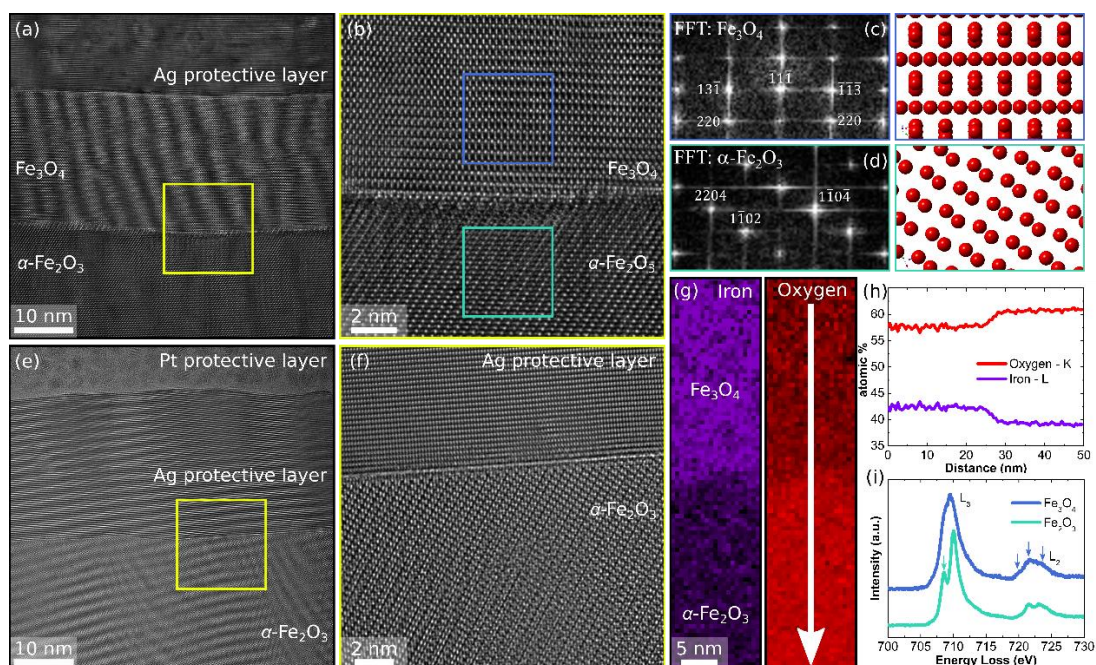 (a)
Ag protective layer
Fe₃O₄
α-Fe₂O₃
10 nm
(b)
Fe₃O₄
α-Fe₂O₃
2 nm
FFT: Fe₃O₄ (c)
1̄11̄
131̄
1̄1̄3̄
220
2̄2̄0
FFT: α-Fe₂O₃ (d)
22̄04
11̄04̄
11̄02
(e) Pt protective layer
Ag protective layer
α-Fe₂O₃
10 nm
(f) Ag protective layer
α-Fe₂O₃
2 nm
(g) Iron
Oxygen
Fe₃O₄
α-Fe₂O₃
5 nm
(h)
atomic %
60
55
50
45
40
35
Oxygen - K
Iron - L
0 10 20 30 40 50
Distance (nm)
(i)
L₃
L₂
Fe₃O₄
Fe₂O₃
Intensity (a.u.)
700 705 710 715 720 725 730
Energy Loss (eV)